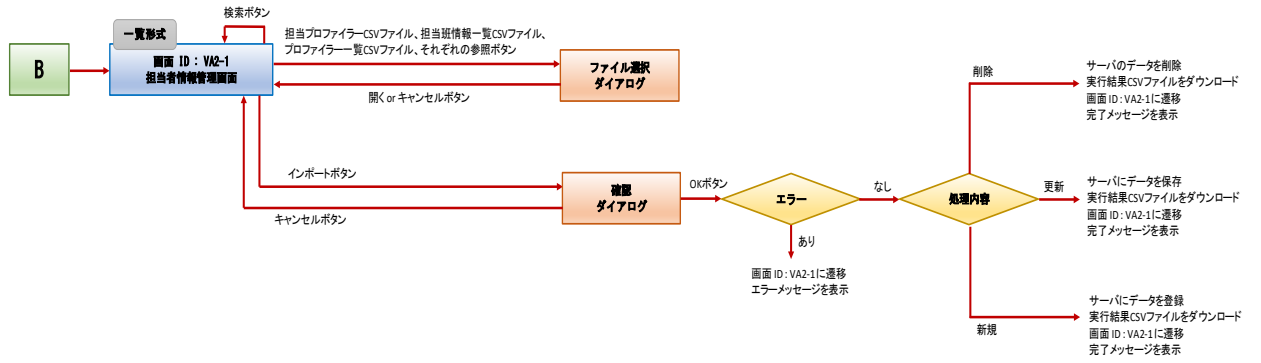 検索ボタン
一覧形式
B
画面 ID : VA2-1
担当者情報管理画面
担当プロファイラーCSVファイル、担当班情報一覧CSVファイル、
プロファイラー一覧CSVファイル、それぞれの参照ボタン
ファイル選択
ダイアログ
開く or キャンセルボタン
インポートボタン
キャンセルボタン
確認
ダイアログ
OKボタン
エラー
なし
あり
画面 ID : VA2-1に遷移
エラーメッセージを表示
処理内容
削除
サーバのデータを削除
実行結果CSVファイルをダウンロード
画面 ID : VA2-1に遷移
完了メッセージを表示
更新
サーバにデータを保存
実行結果CSVファイルをダウンロード
画面 ID : VA2-1に遷移
完了メッセージを表示
新規
サーバにデータを登録
実行結果CSVファイルをダウンロード
画面 ID : VA2-1に遷移
完了メッセージを表示